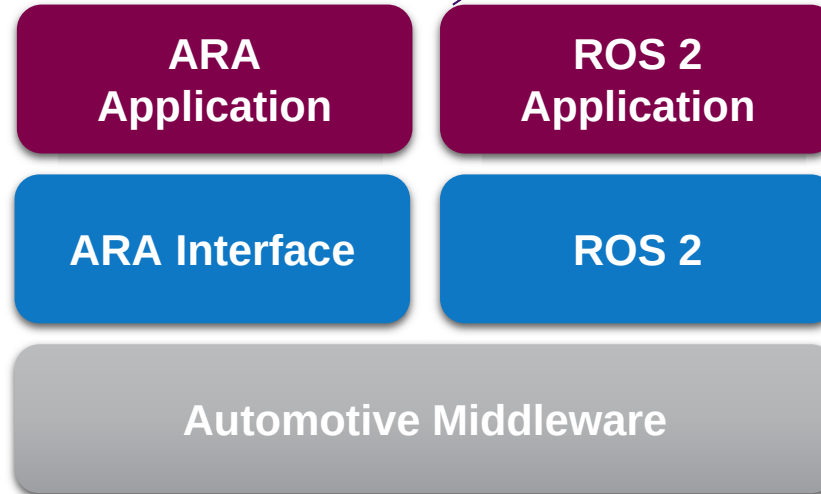 ARA
Application
ROS 2
Application
ARA Interface
ROS 2
Automotive Middleware